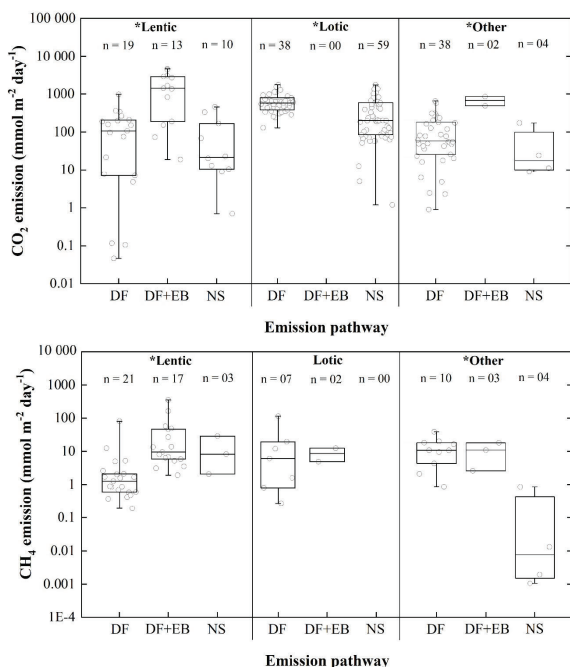 *Lentic *Lotic *Other
n = 19 n = 13 n = 10 n = 38 n = 00 n = 59 n = 38 n = 02 n = 04
CO₂ emission (mmol m⁻² day⁻¹)
100 000
10 000
1000
100
10
1
0.1
0.01
DF DF+EB NS DF DF+EB NS DF DF+EB NS
Emission pathway
*Lentic Lotic *Other
n = 21 n = 17 n = 03 n = 07 n = 02 n = 00 n = 10 n = 03 n = 04
CH₄ emission (mmol m⁻² day⁻¹)
10 000
1000
100
10
1
0.1
0.01
0.001
1E-4
DF DF+EB NS DF DF+EB NS DF DF+EB NS
Emission pathway